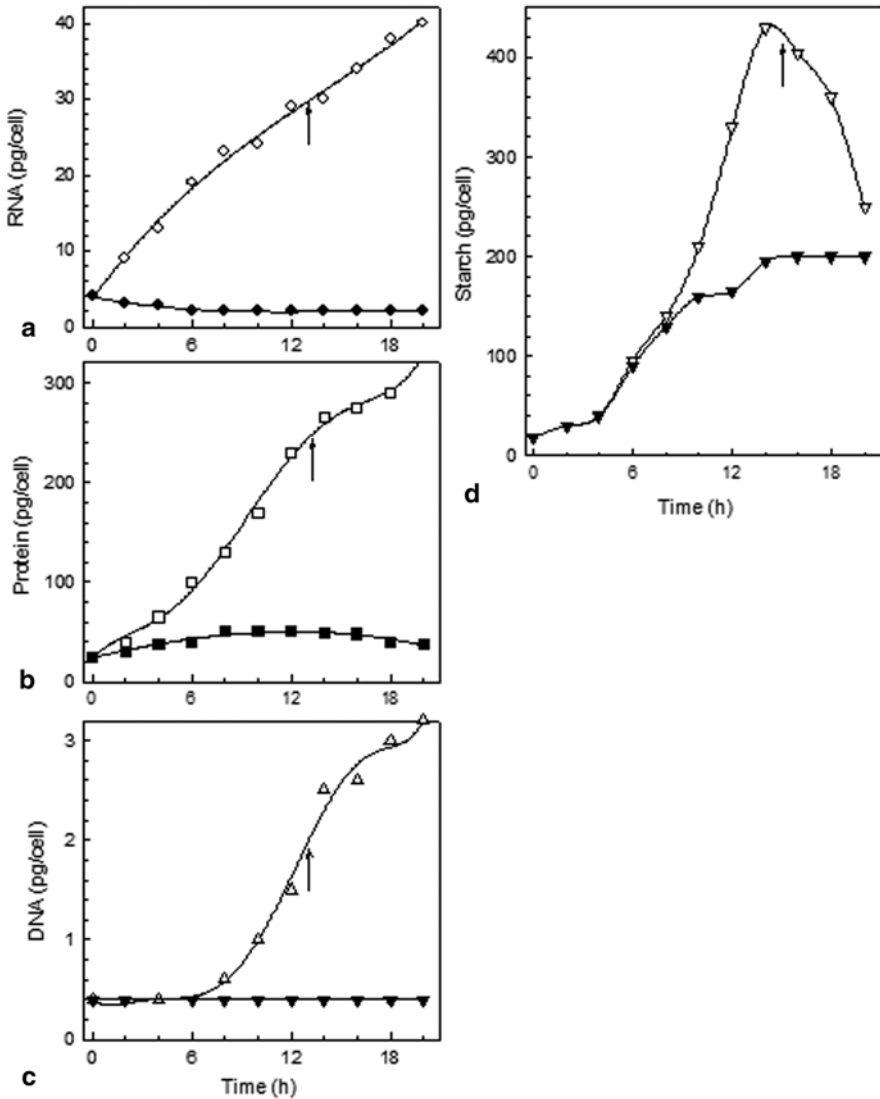 RNA (pg/cell)
40
30
20
10
0
0 6 12 18
a
Protein (pg/cell)
300
200
100
0
0 6 12 18
b
DNA (pg/cell)
3
2
1
0
0 6 12 18
c
Time (h)
Starch (pg/cell)
400
300
200
100
0
0 6 12 18
d
Time (h)